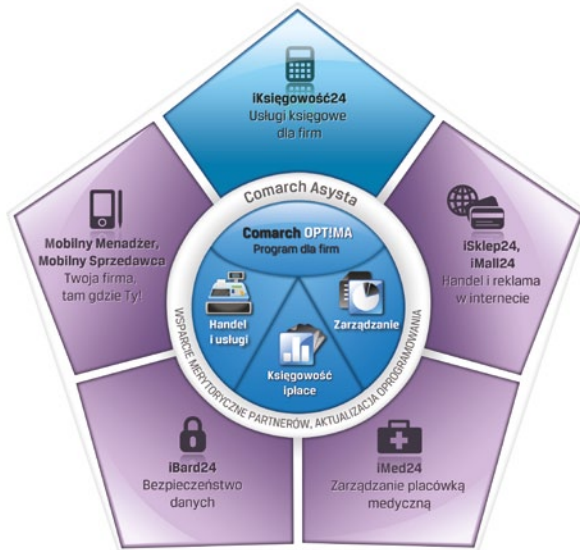 iKsięgowość24
Usługi księgowe
dla firm
Mobilny Menadżer,
Mobilny Sprzedawca
Twoja firma,
tam gdzie Ty!
iSklep24,
iMall24
Handel i reklama
w internecie
Comarch Asysta
Comarch OPT!MA
Program dla firm
Handel
i usługi
Zarządzanie
Księgowość
ipłace
WSPARCIE MERYTORYCZNE PARTNERÓW, AKTUALIZACJA OPROGRAMOWANIA
iBard24
Bezpieczeństwo
danych
iMed24
Zarządzanie placówką
medyczną